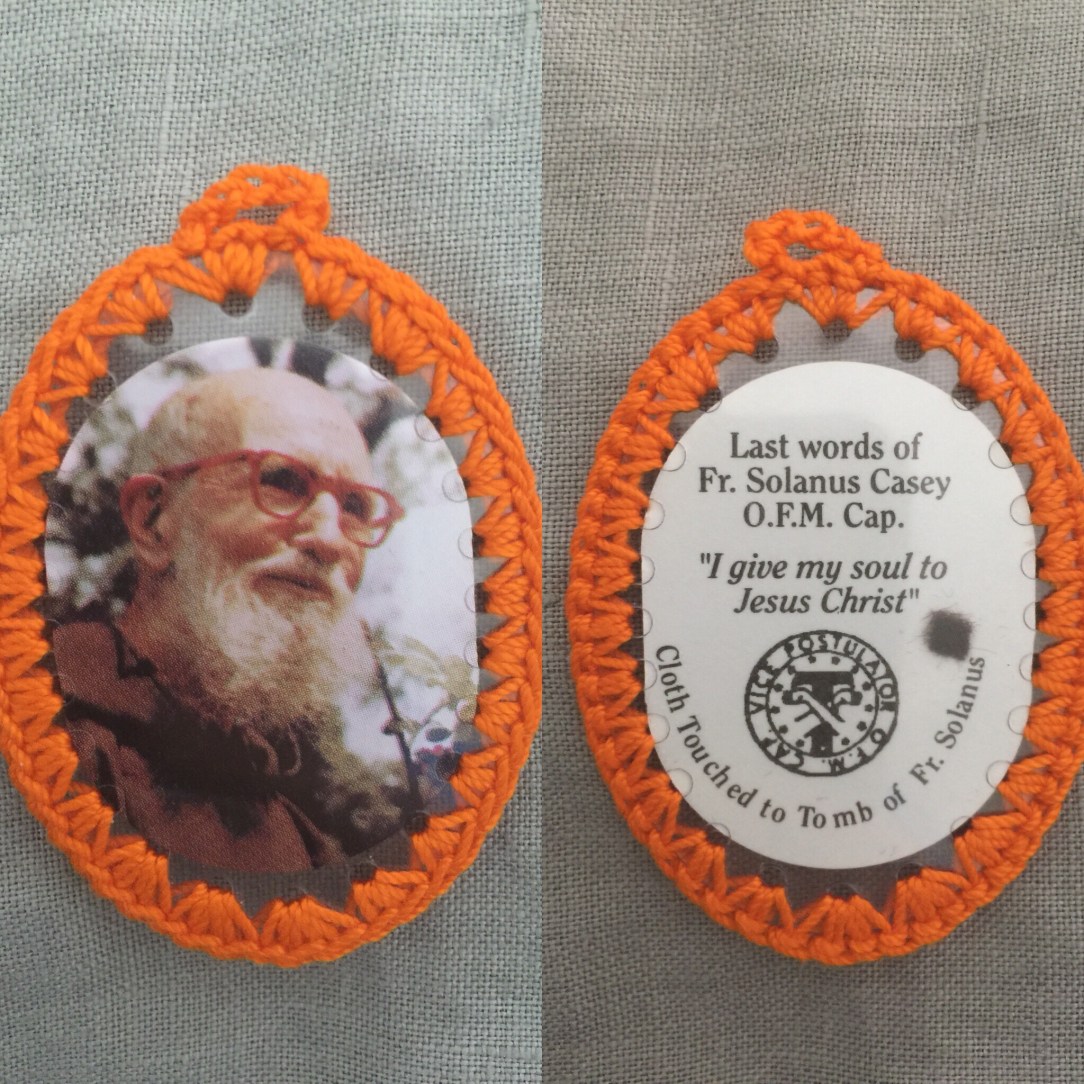 Last words of
Fr. Solanus Casey
O.F.M. Cap.
"I give my soul to
Jesus Christ"
VICE POSTULATOR O.F.M. CAP.
Cloth Touched to Tomb of Fr. Solanus